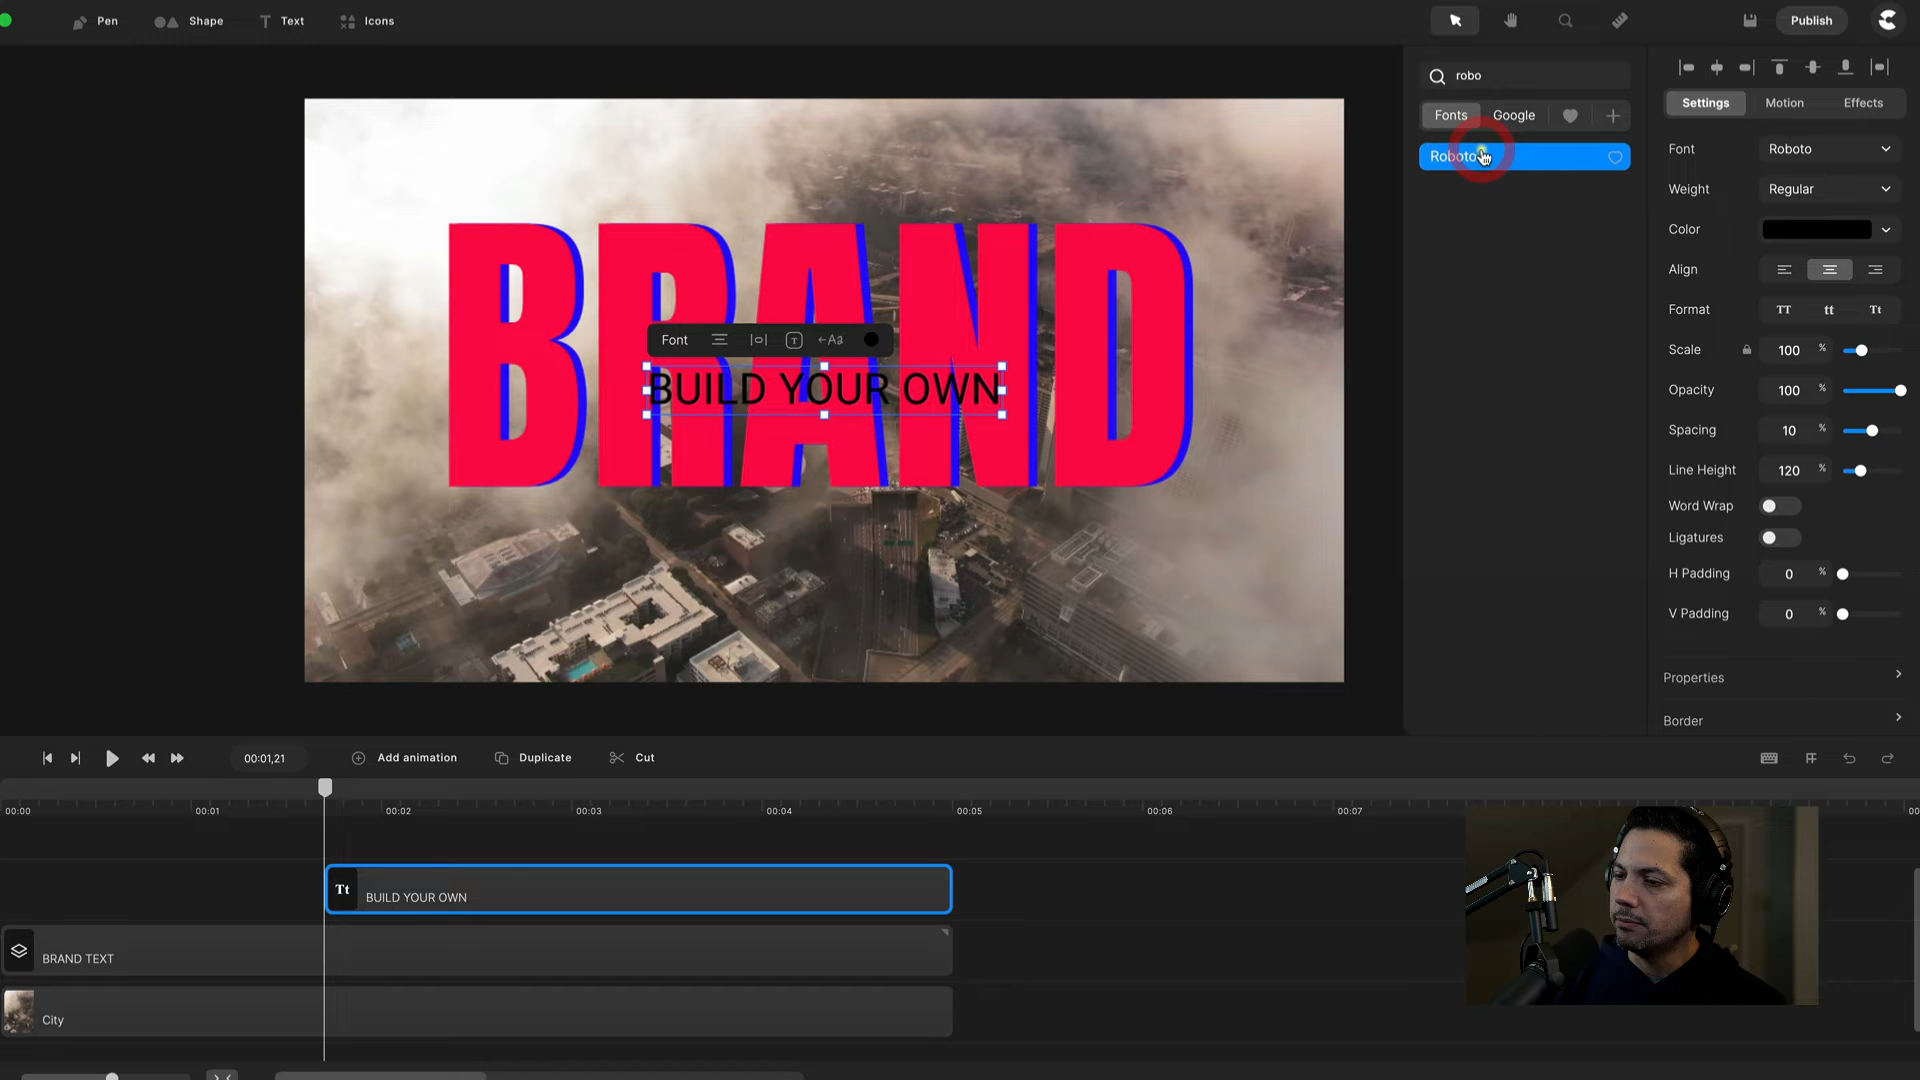 Pen
Shape
Text
Icons
Publish
robo
Fonts
Google
Roboto
Settings
Motion
Effects
Font
Roboto
Weight
Regular
Color
Align
Format
TT
tt
Tt
Scale
100 %
Opacity
100 %
Spacing
10 %
Line Height
120 %
Word Wrap
Ligatures
H Padding
0 %
V Padding
0 %
Properties
Border
BRAND
Font
T
Aa
BUILD YOUR OWN
00:01,21
Add animation
Duplicate
Cut
00:00
00:01
00:02
00:03
00:04
00:05
00:06
00:07
00
Tt
BUILD YOUR OWN
BRAND TEXT
City